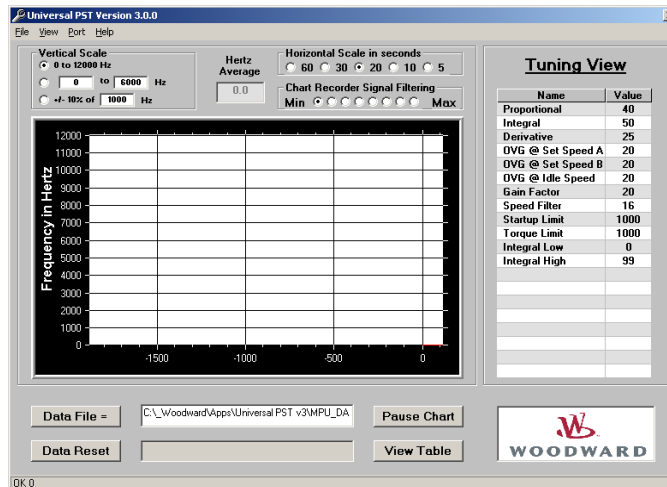 Universal PST Version 3.0.0
File View Port Help
Vertical Scale
0 to 12000 Hz
0 to 6000 Hz
+/- 10% of 1000 Hz
Hertz
Average
0.0
Horizontal Scale in seconds
60 30 20 10 5
Chart Recorder Signal Filtering
Min Max
Frequency in Hertz
12000
11000
10000
9000
8000
7000
6000
5000
4000
3000
2000
1000
0
-1500 -1000 -500 0
Tuning View
Name Value
Proportional 40
Integral 50
Derivative 25
OVG @ Set Speed A 20
OVG @ Set Speed B 20
OVG @ Idle Speed 20
Gain Factor 20
Speed Filter 16
Startup Limit 1000
Torque Limit 1000
Integral Low 0
Integral High 99
Data File = C:\_Woodward\Apps\Universal PST v3\MPU_DA Pause Chart
Data Reset View Table
WOODWARD
OK 0